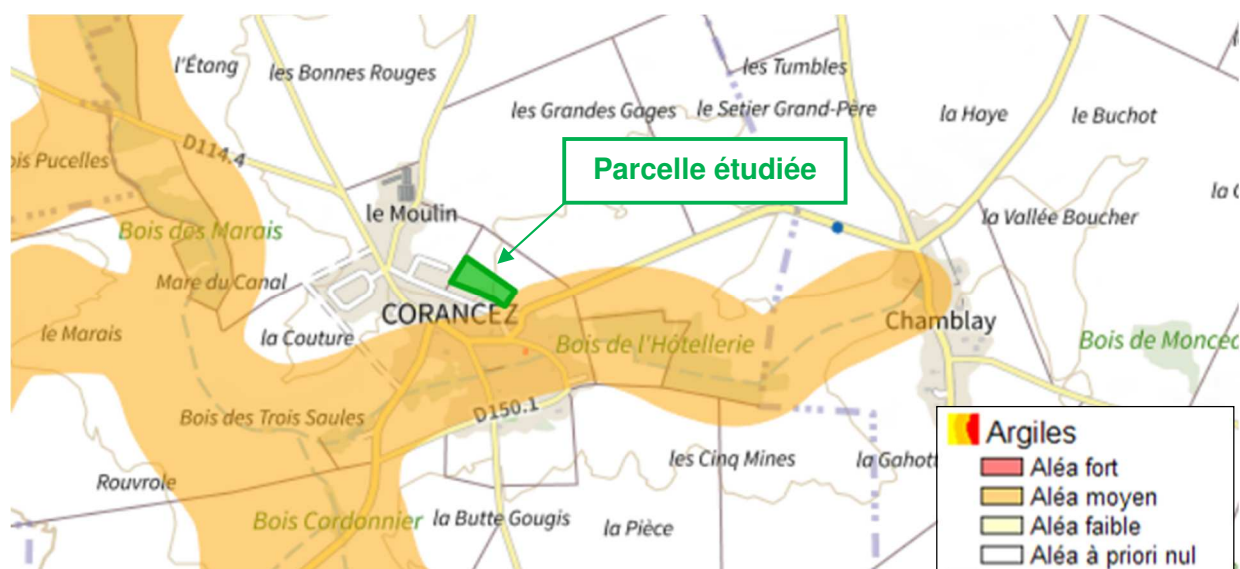 l'Étang
les Bonnes Rouges
les Tumbles
les Grandes Gages
le Setier Grand-Père
la Haye
le Buchot
D114.4
ois Pucelles
Parcelle étudiée
le Moulin
la Vallée Boucher
Bois des Marais
Mare du Canal
CORANCEZ
le Marais
la Couture
Bois de l'Hôtellerie
Chamblay
Bois de Monced
Bois des Trois Saules
D150.1
Argiles
les Cinq Mines
la Gahott
Aléa fort
Rouvrole
Aléa moyen
Bois Cordonnier
la Butte Gougis
la Pièce
Aléa faible
Aléa à priori nul